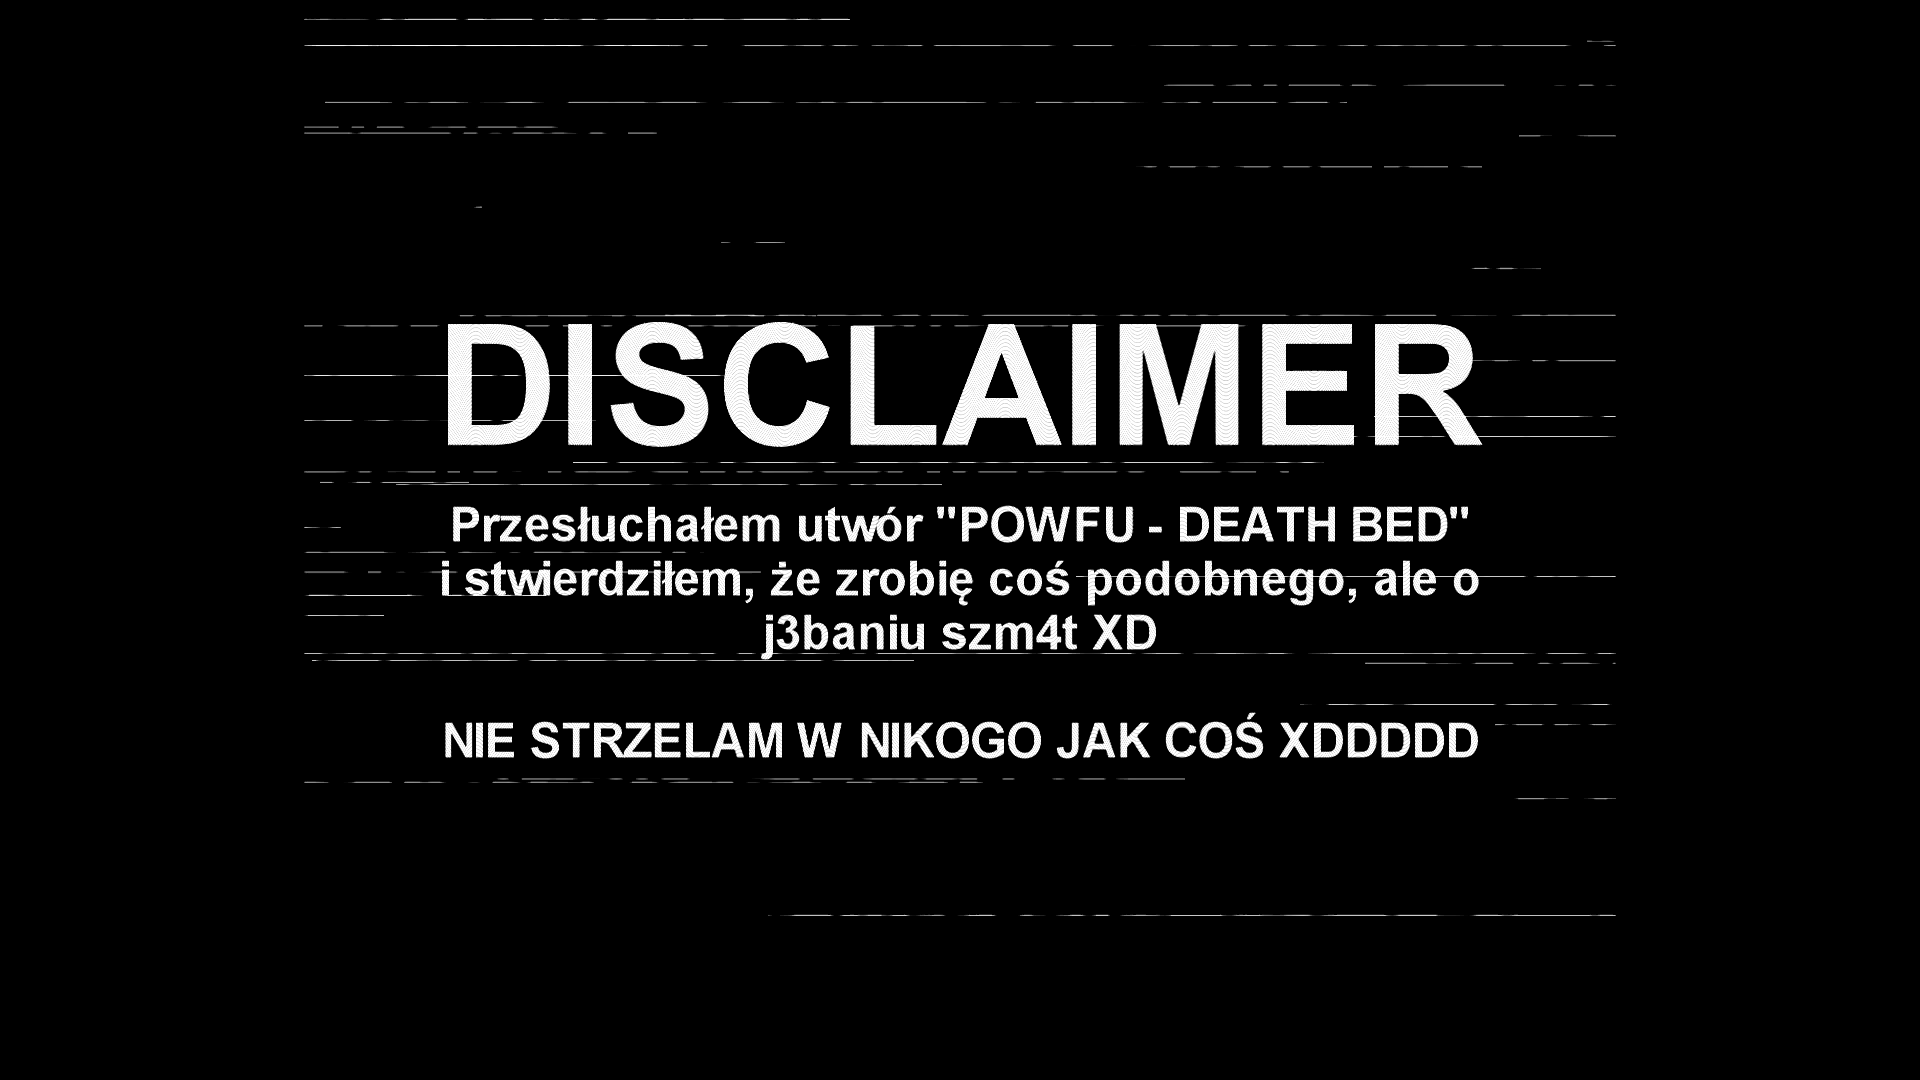 DISCLAIMER
Przesłuchałem utwór "POWFU - DEATH BED"
i stwierdziłem, że zrobię coś podobnego, ale o
j3baniu szm4t XD
NIE STRZELAM W NIKOGO JAK COŚ XDDDDD